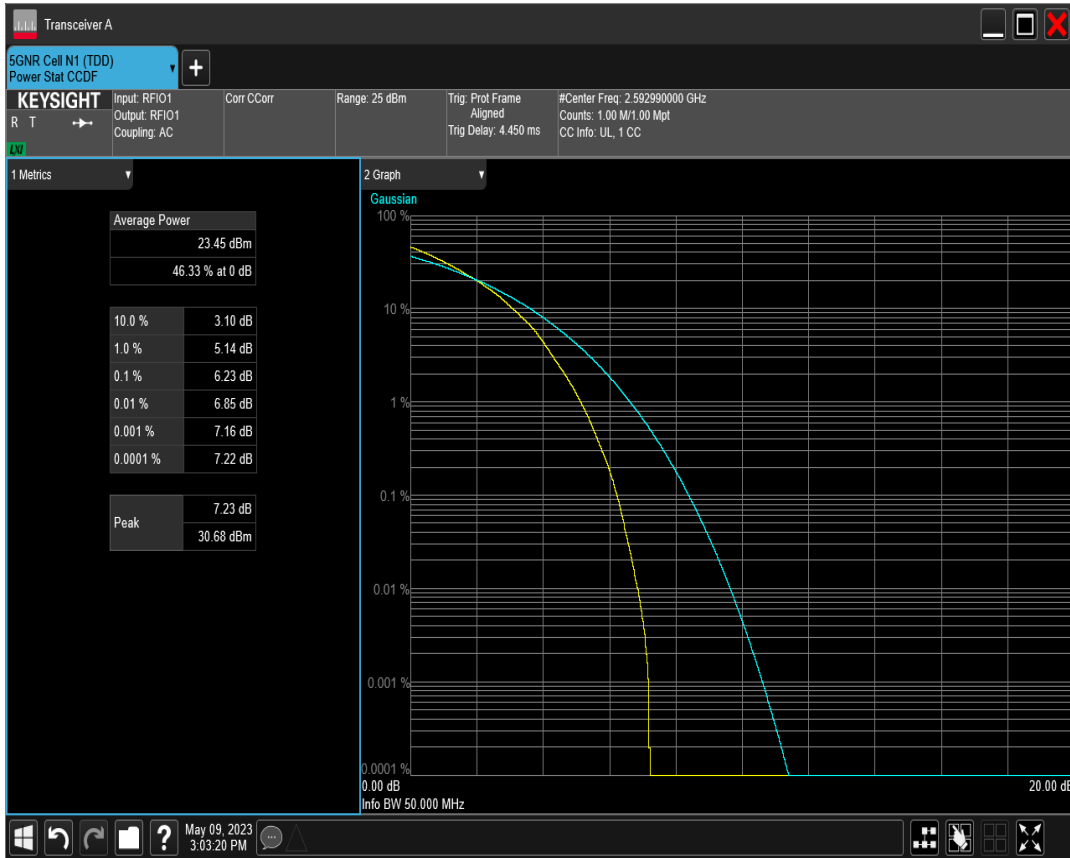 Transceiver A
5GNR Cell N1 (TDD)
Power Stat CCDF
KEYSIGHT
R T
LXI
Input: RFIO1
Output: RFIO1
Coupling: AC
Corr CCorr
Range: 25 dBm
Trig: Prot Frame
Aligned
Trig Delay: 4.450 ms
#Center Freq: 2.592990000 GHz
Counts: 1.00 M/1.00 Mpt
CC Info: UL, 1 CC
1 Metrics
Average Power
23.45 dBm
46.33 % at 0 dB
10.0 % 3.10 dB
1.0 % 5.14 dB
0.1 % 6.23 dB
0.01 % 6.85 dB
0.001 % 7.16 dB
0.0001 % 7.22 dB
Peak
7.23 dB
30.68 dBm
2 Graph
Gaussian
100 %
10 %
1 %
0.1 %
0.01 %
0.001 %
0.0001 %
0.00 dB
20.00 dB
Info BW 50.000 MHz
?
May 09, 2023
3:03:20 PM